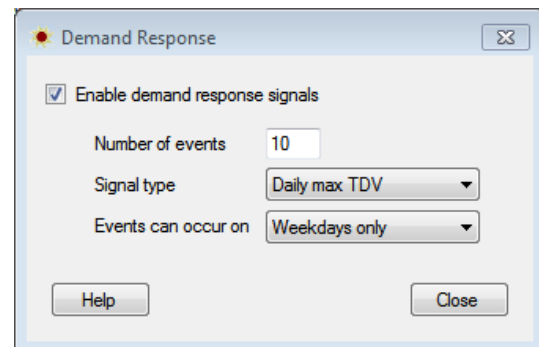 Demand Response
Enable demand response signals
Number of events 10
Signal type Daily max TDV
Events can occur on Weekdays only
Help Close